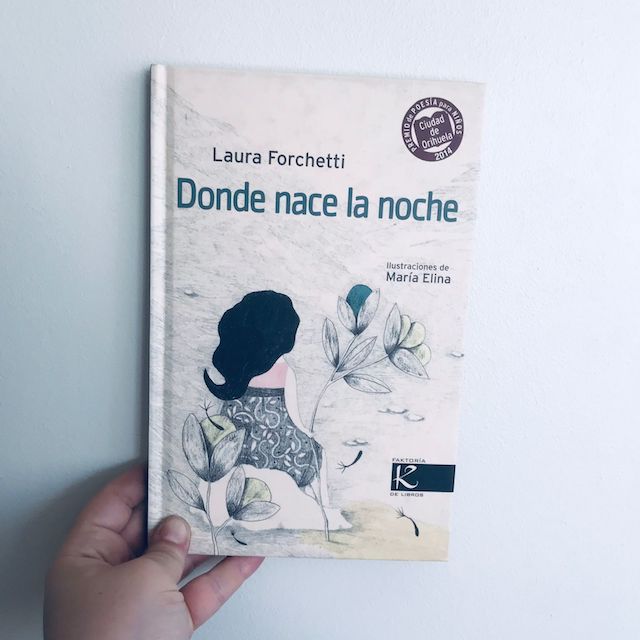 PREMIO de POESÍA para NIÑOS
Ciudad
de
Orihuela
2014
Laura Forchetti
Donde nace la noche
Ilustraciones de
María Elina
FAKTORÍA
K
DE LIBROS